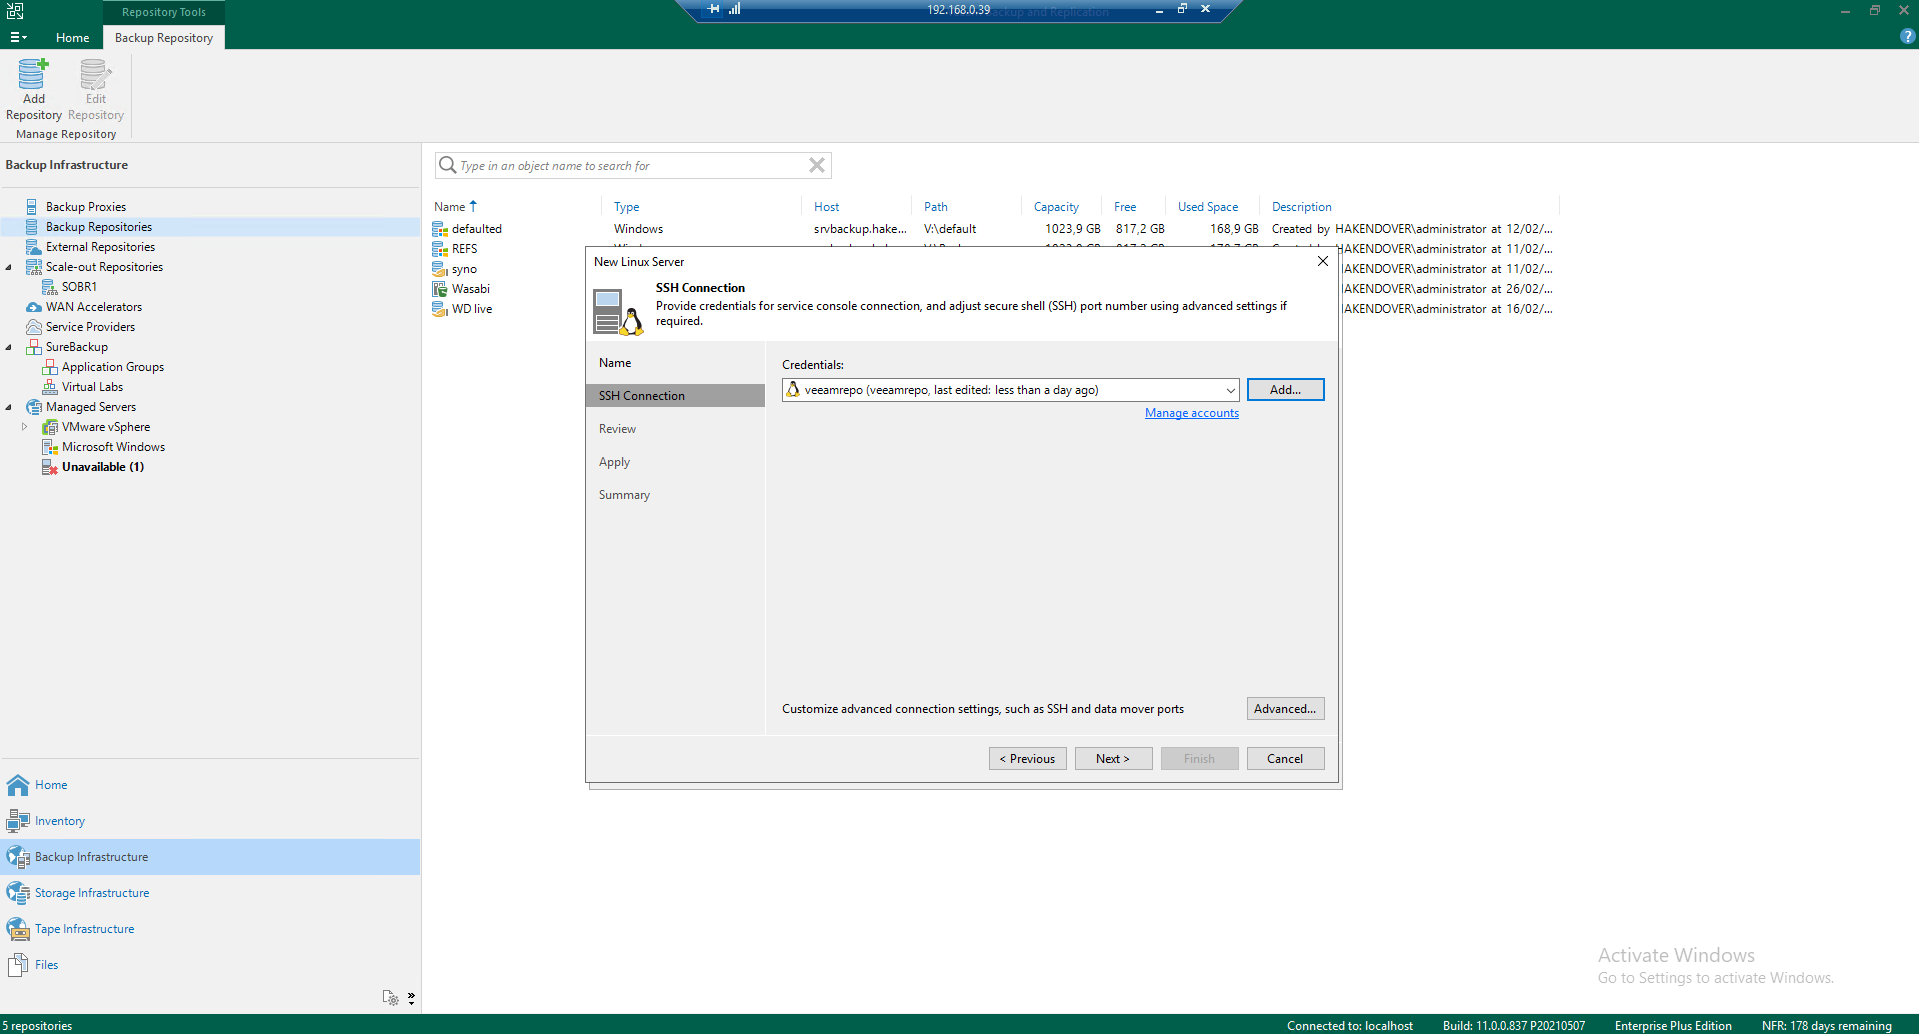 Repository Tools
192.168.0.39
Backup and Replication
Home
Backup Repository
Add
Repository
Edit
Repository
Manage Repository
Backup Infrastructure
Type in an object name to search for
Backup Proxies
Backup Repositories
External Repositories
Scale-out Repositories
SOBR1
WAN Accelerators
Service Providers
SureBackup
Application Groups
Virtual Labs
Managed Servers
VMware vSphere
Microsoft Windows
Unavailable (1)
Name Type Host Path Capacity Free Used Space Description
defaulted Windows srvbackup.hake... V:\default 1023,9 GB 817,2 GB 168,9 GB Created by HAKENDOVER\administrator at 12/02/...
REFS HAKENDOVER\administrator at 11/02/...
syno AKENDOVER\administrator at 11/02/...
Wasabi AKENDOVER\administrator at 26/02/...
WD live AKENDOVER\administrator at 16/02/...
New Linux Server
SSH Connection
Provide credentials for service console connection, and adjust secure shell (SSH) port number using advanced settings if
required.
Name
SSH Connection
Review
Apply
Summary
Credentials:
veeamrepo (veeamrepo, last edited: less than a day ago)
Add...
Manage accounts
Customize advanced connection settings, such as SSH and data mover ports
Advanced...
< Previous
Next >
Finish
Cancel
Home
Inventory
Backup Infrastructure
Storage Infrastructure
Tape Infrastructure
Files
Activate Windows
Go to Settings to activate Windows.
5 repositories
Connected to: localhost
Build: 11.0.0.837 P20210507
Enterprise Plus Edition
NFR: 178 days remaining